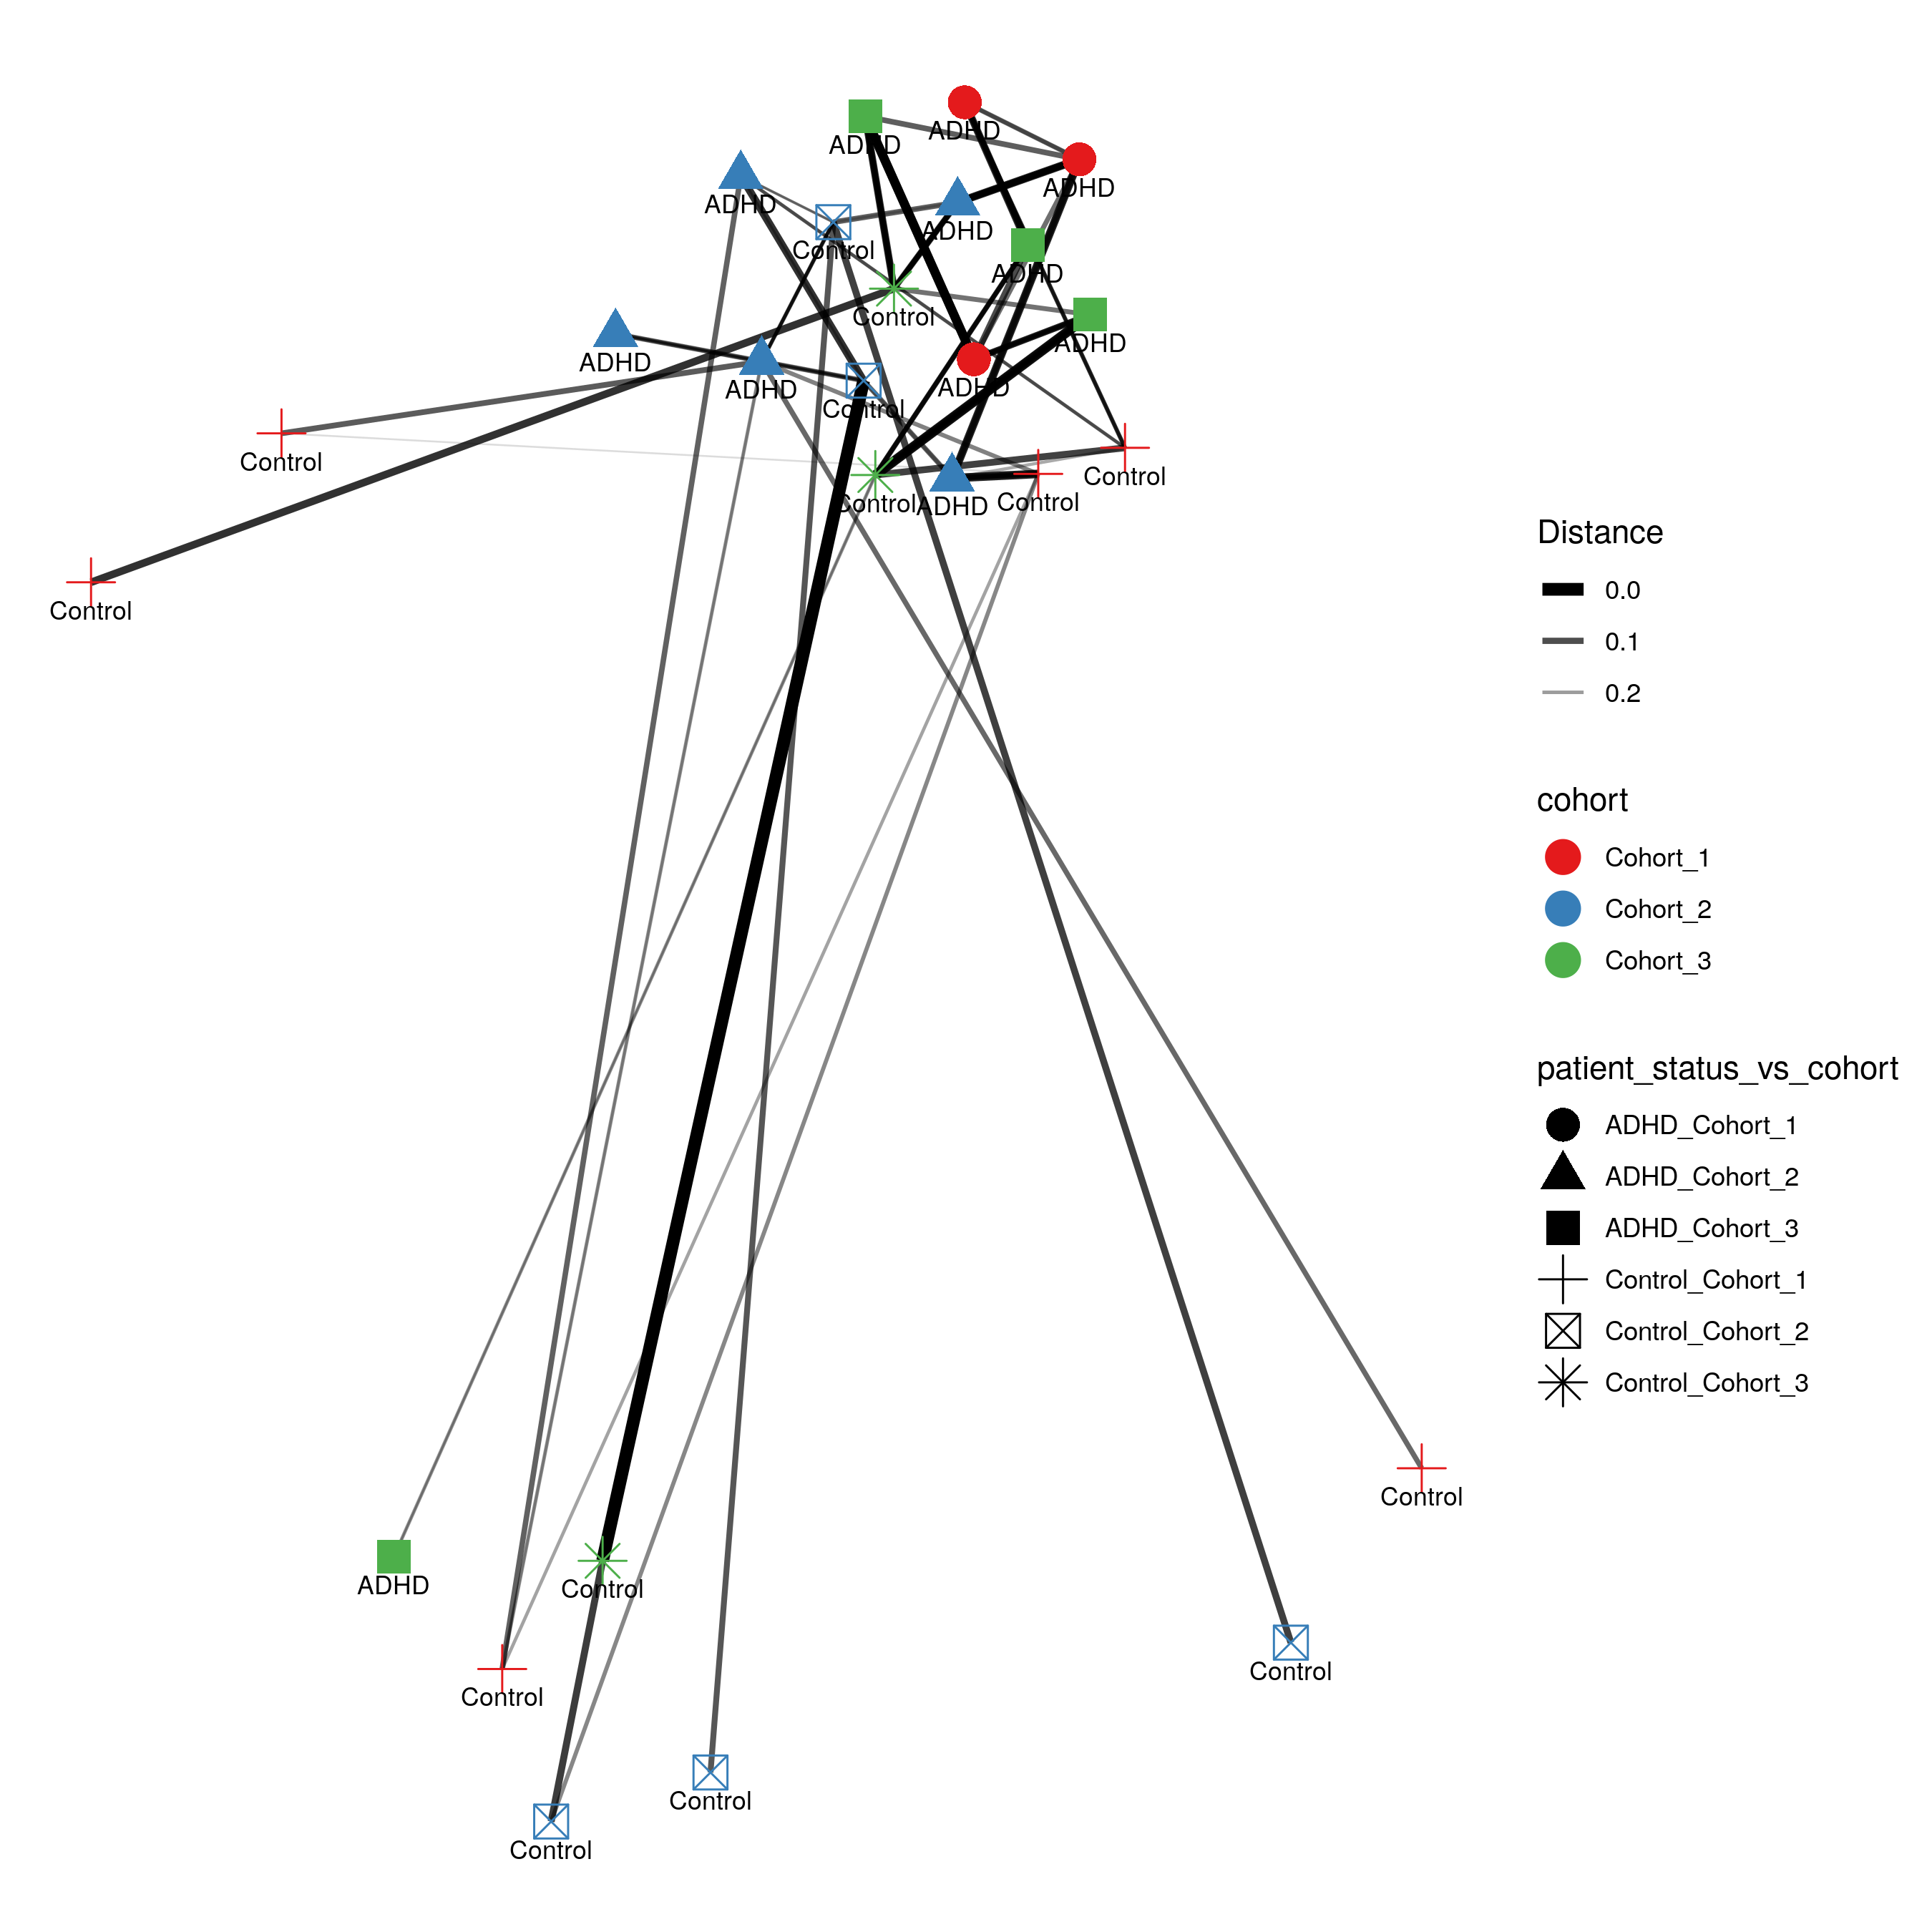 ADHD
ADHD
ADHD
ADHD
ADHD
Control
ADHD
Control
ADHD
ADHD
ADHD
ADHD
Control
Control
Control
Control
ADHD
Control
Control
Control
Distance
0.0
0.1
0.2
cohort
Cohort_1
Cohort_2
Cohort_3
patient_status_vs_cohort
ADHD_Cohort_1
ADHD_Cohort_2
ADHD_Cohort_3
Control_Cohort_1
Control_Cohort_2
Control_Cohort_3
Control
ADHD
Control
Control
Control
Control
Control